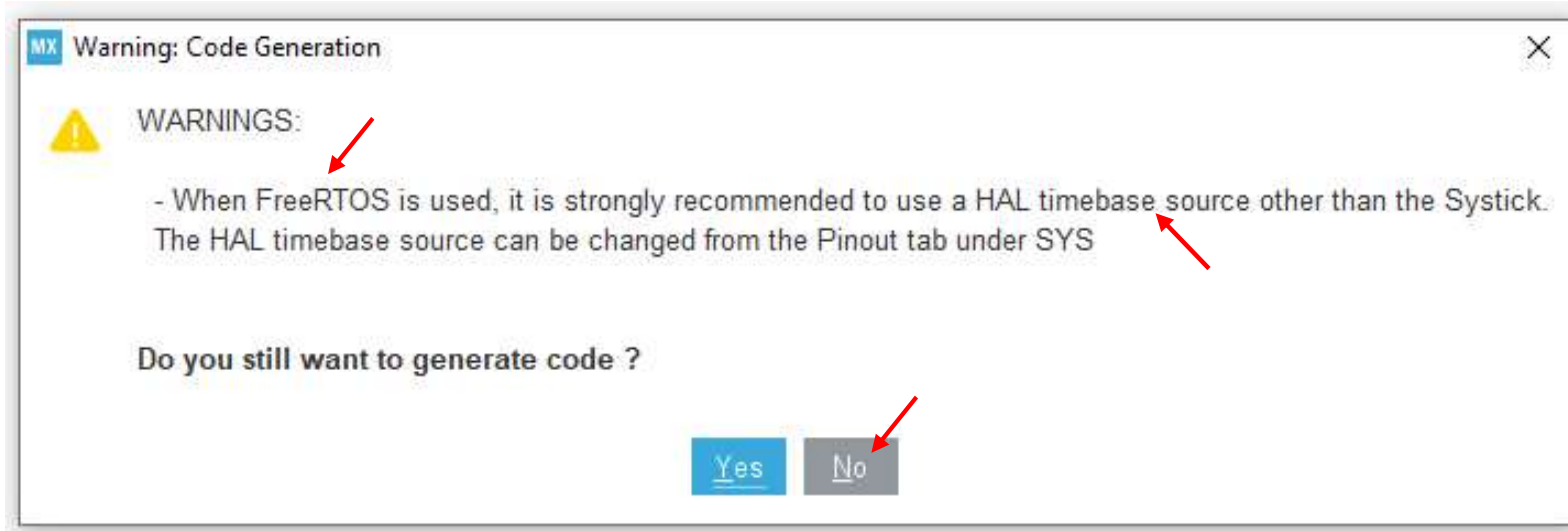 MX Warning: Code Generation
WARNINGS:
- When FreeRTOS is used, it is strongly recommended to use a HAL timebase source other than the Systick.
The HAL timebase source can be changed from the Pinout tab under SYS
Do you still want to generate code ?
Yes No